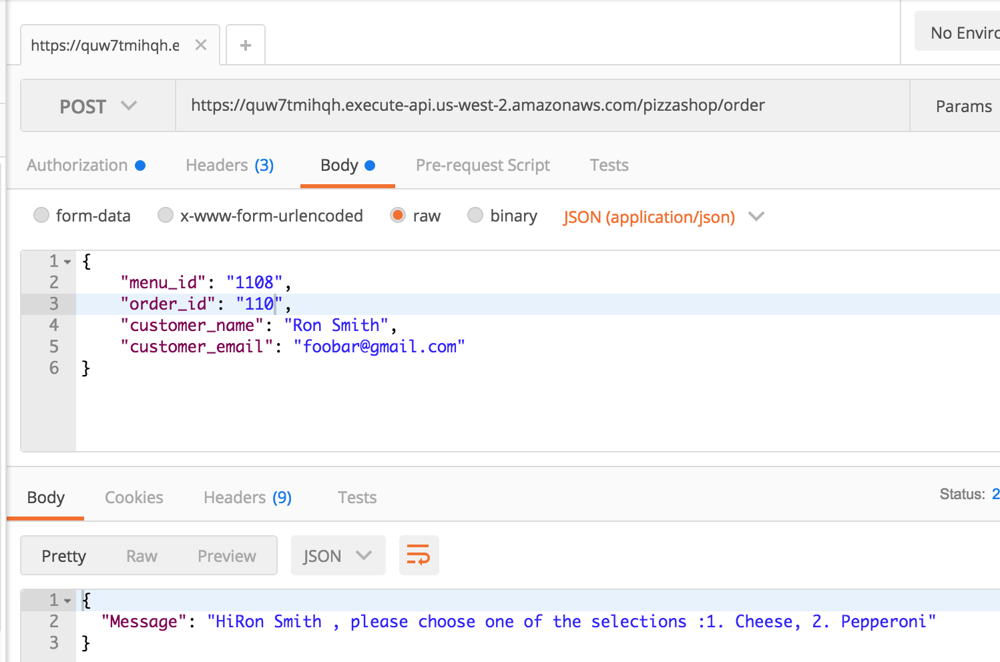 https://quw7tmihqh.e
No Enviro
POST https://quw7tmihqh.execute-api.us-west-2.amazonaws.com/pizzashop/order Params
Authorization Headers (3) Body Pre-request Script Tests
form-data x-www-form-urlencoded raw binary JSON (application/json)
1 {
2 "menu_id": "1108",
3 "order_id": "110",
4 "customer_name": "Ron Smith",
5 "customer_email": "foobar@gmail.com"
6 }
Body Cookies Headers (9) Tests Status: 2
Pretty Raw Preview JSON
1 {
2 "Message": "HiRon Smith , please choose one of the selections :1. Cheese, 2. Pepperoni"
3 }